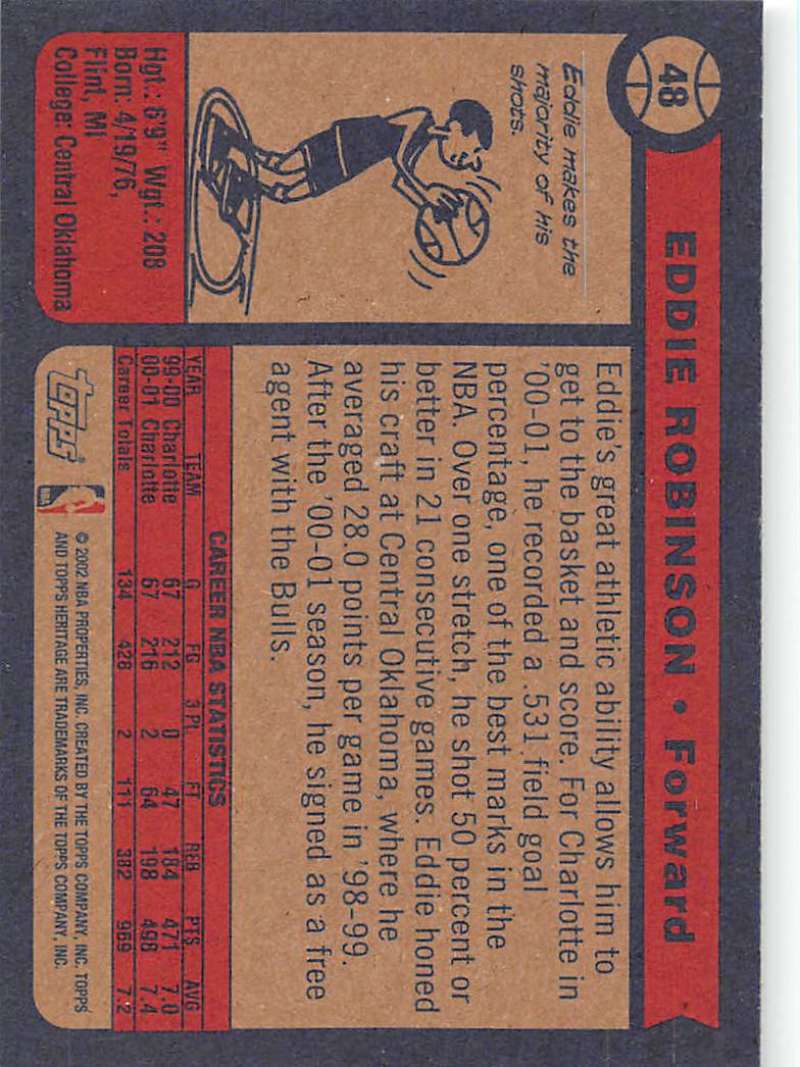 48
EDDIE ROBINSON • Forward
Eddie makes the
majority of his
shots.
Hgt.: 6'9" Wgt.: 208
Born: 4/19/76,
Flint, MI
College: Central Oklahoma
Eddie's great athletic ability allows him to
get to the basket and score. For Charlotte in
'00-01, he recorded a .531 field goal
percentage, one of the best marks in the
NBA. Over one stretch, he shot 50 percent or
better in 21 consecutive games. Eddie honed
his craft at Central Oklahoma, where he
averaged 28.0 points per game in '98-99.
After the '00-01 season, he signed as a free
agent with the Bulls.
CAREER NBA STATISTICS
YEAR TEAM G FG 3 PL FT REB PTS AVG
99-00 Charlotte 67 212 0 47 184 471 7.0
00-01 Charlotte 67 216 2 64 198 498 7.4
Career Totals 134 428 2 111 382 969 7.2
topps
© 2002 NBA PROPERTIES, INC. CREATED BY THE TOPPS COMPANY, INC. TOPPS
AND TOPPS HERITAGE ARE TRADEMARKS OF THE TOPPS COMPANY, INC.